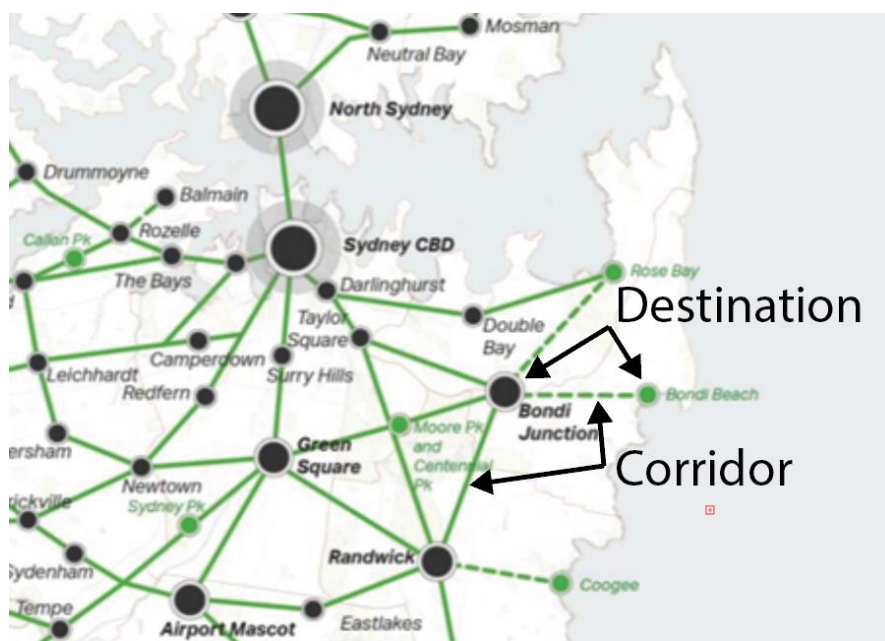 Mosman
Neutral Bay
North Sydney
Drummoyne
Balmain
Callan Pk
Rozelle
Sydney CBD
The Bays
Rose Bay
Darlinghurst
Destination
Taylor
Square
Double
Bay
Camperdown
Leichhardt
Surry Hills
Redfern
Bondi Beach
Bondi
Junction
Moore Pk
and
Centennial
Pk
Green
Square
ersham
Corridor
Newtown
rickville
Sydney Pk
Randwick
Sydenham
Coogee
Tempe
Eastlakes
Airport Mascot